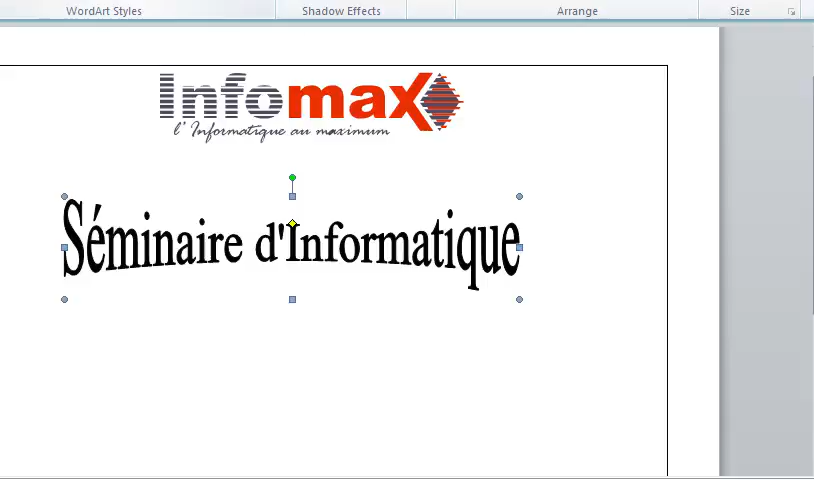 WordArt Styles Shadow Effects Arrange Size
Infomax
l'Informatique au maximum
Séminaire d'Informatique